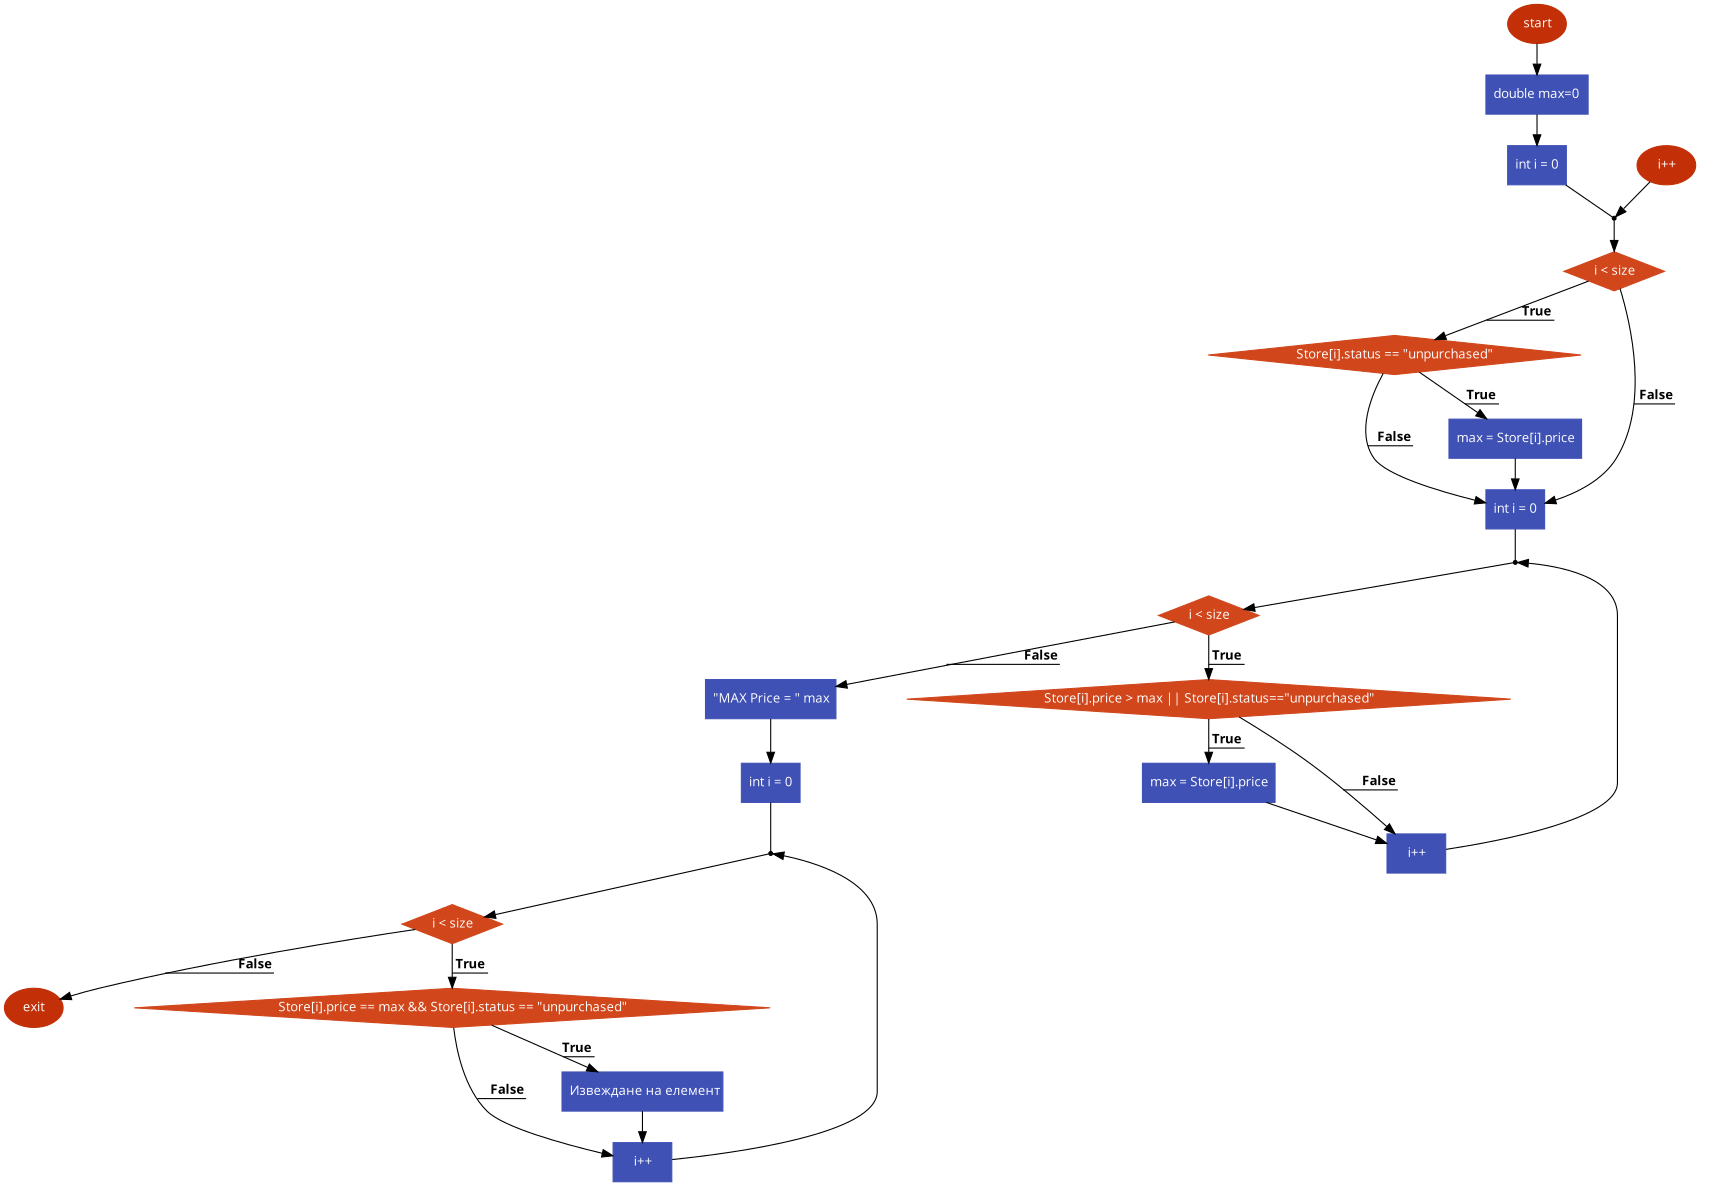 start
double max=0
int i = 0
i++
i < size
True
Store[i].status == "unpurchased"
True
False
False
max = Store[i].price
int i = 0
i < size
False
True
"MAX Price = " max
Store[i].price > max || Store[i].status=="unpurchased"
True
int i = 0
max = Store[i].price
False
i++
i < size
False
True
exit
Store[i].price == max && Store[i].status == "unpurchased"
True
False
Извеждане на елемент
i++